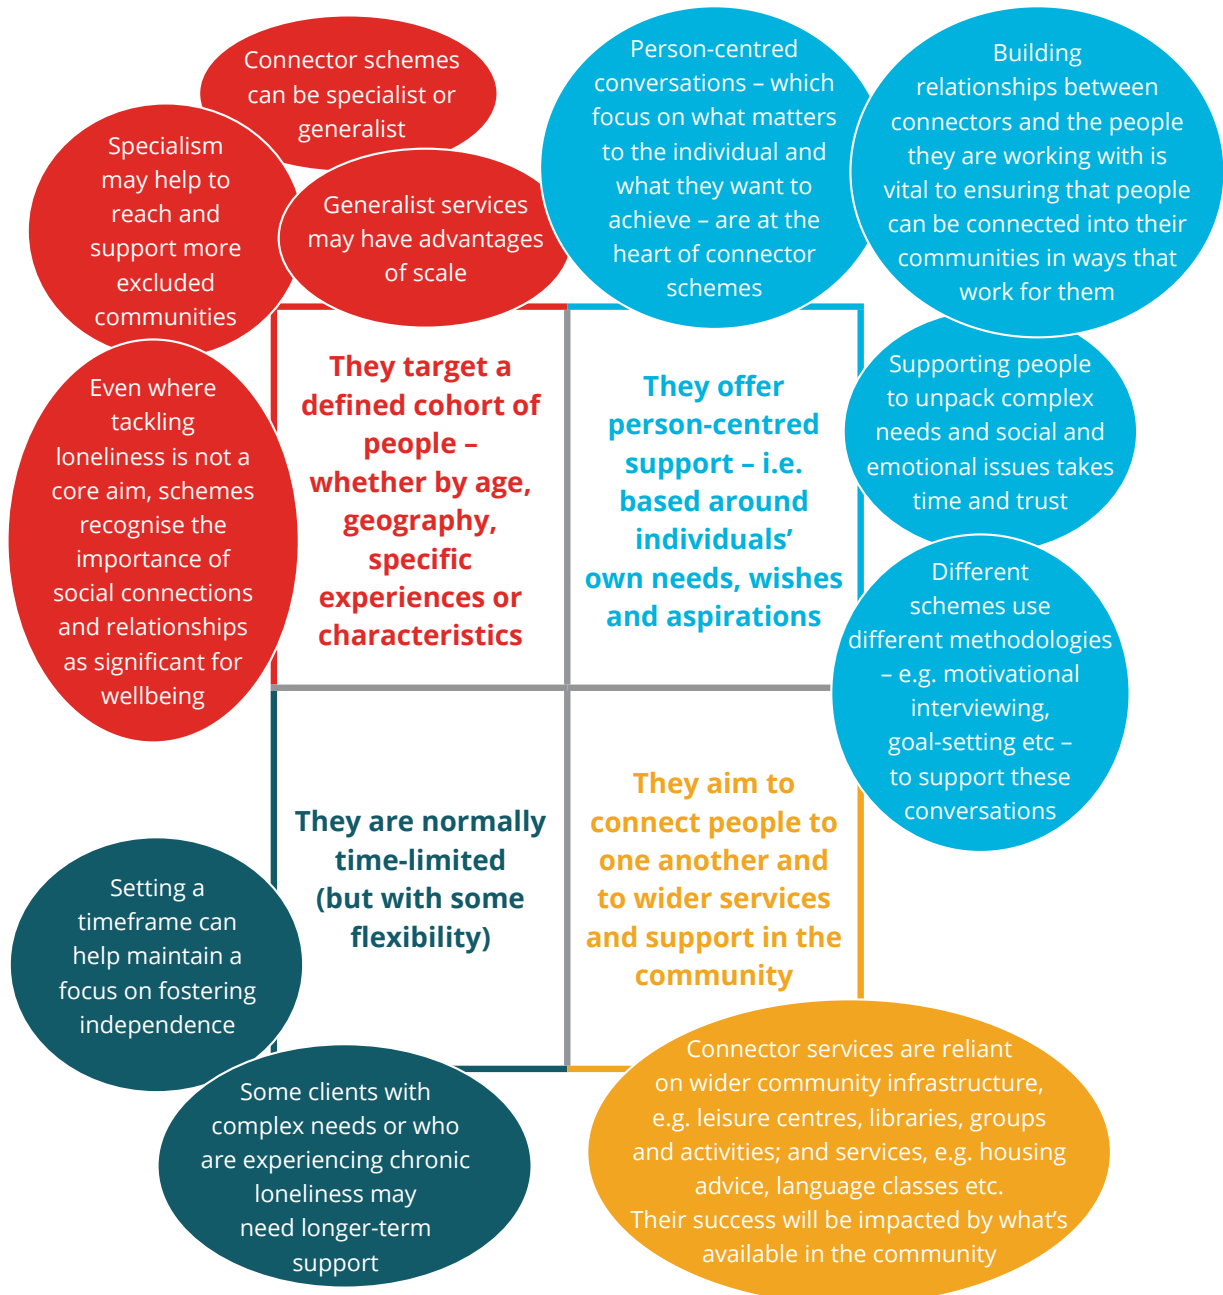 Connector schemes
can be specialist or
generalist
Specialism
may help to
reach and
support more
excluded
communities
Generalist services
may have advantages
of scale
Even where
tackling
loneliness is not a
core aim, schemes
recognise the
importance of
social connections
and relationships
as significant for
wellbeing
They target a
defined cohort of
people –
whether by age,
geography,
specific
experiences or
characteristics
Person-centred
conversations – which
focus on what matters
to the individual and
what they want to
achieve – are at the
heart of connector
schemes
Building
relationships between
connectors and the people
they are working with is
vital to ensuring that people
can be connected into their
communities in ways that
work for them
Supporting people
to unpack complex
needs and social and
emotional issues takes
time and trust
Different
schemes use
different methodologies
– e.g. motivational
interviewing,
goal-setting etc –
to support these
conversations
They offer
person-centred
support – i.e.
based around
individuals’
own needs, wishes
and aspirations
They are normally
time-limited
(but with some
flexibility)
Setting a
timeframe can
help maintain a
focus on fostering
independence
Some clients with
complex needs or who
are experiencing chronic
loneliness may
need longer-term
support
They aim to
connect people to
one another and
to wider services
and support in the
community
Connector services are reliant
on wider community infrastructure,
e.g. leisure centres, libraries, groups
and activities; and services, e.g. housing
advice, language classes etc.
Their success will be impacted by what’s
available in the community